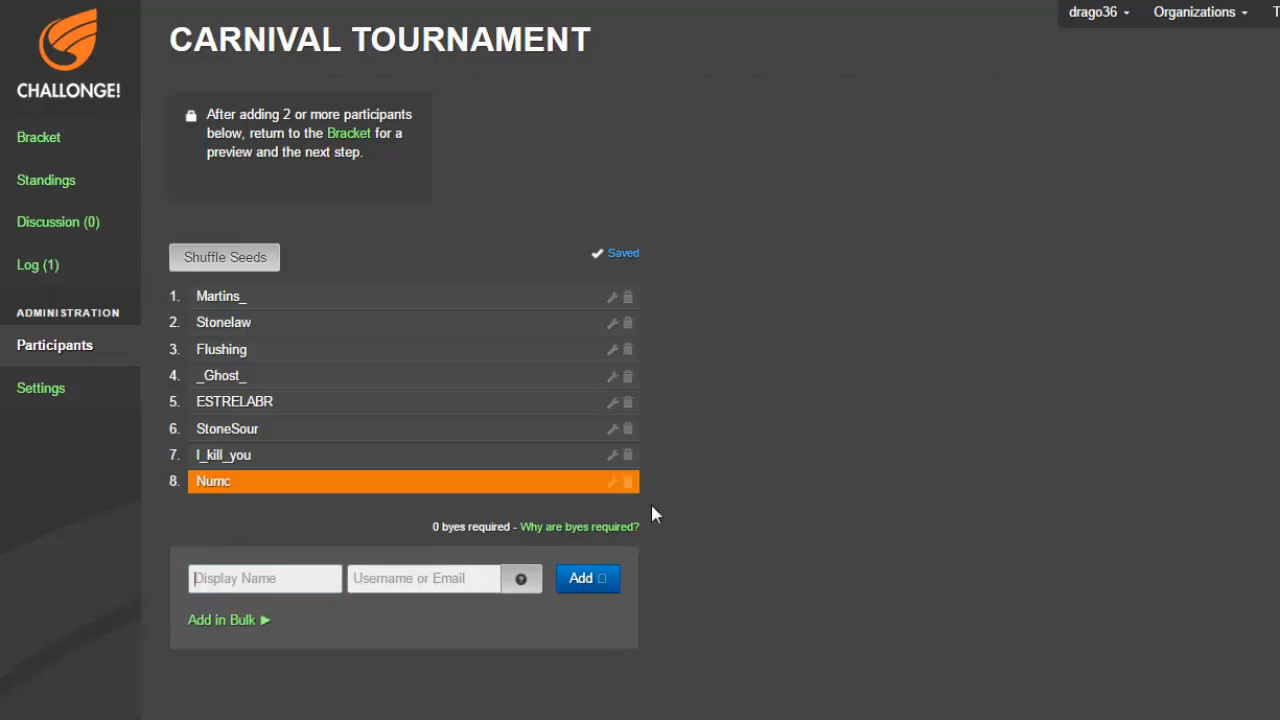 drago36
Organizations
T
CHALLONGE!
CARNIVAL TOURNAMENT
Bracket
Standings
Discussion (0)
Log (1)
ADMINISTRATION
Participants
Settings
After adding 2 or more participants
below, return to the Bracket for a
preview and the next step.
Shuffle Seeds
Saved
1. Martins_
2. Stonelaw
3. Flushing
4. _Ghost_
5. ESTRELABR
6. StoneSour
7. I_kill_you
8. Numc
0 byes required - Why are byes required?
Display Name
Username or Email
?
Add
Add in Bulk ▶